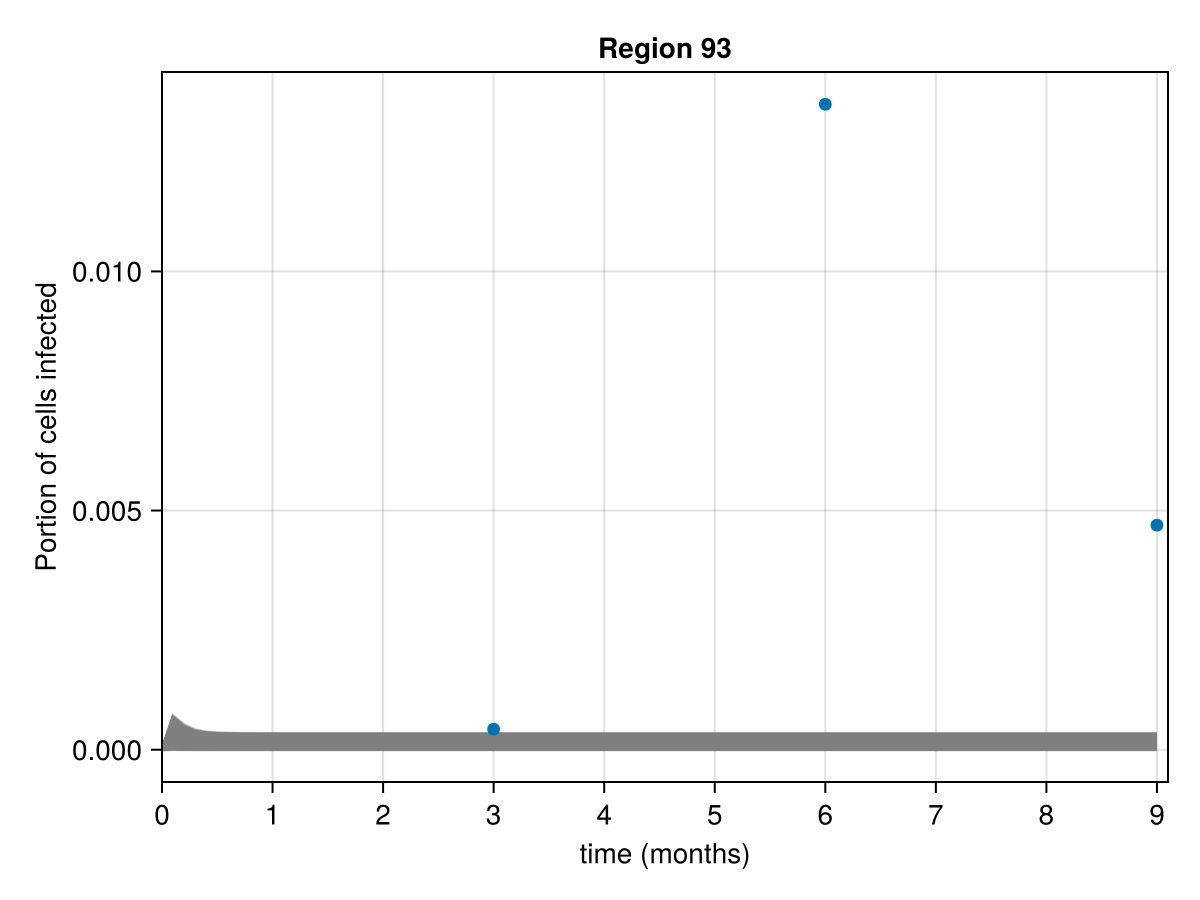 Region 93
Portion of cells infected
0.010
0.005
0.000
0 1 2 3 4 5 6 7 8 9
time (months)